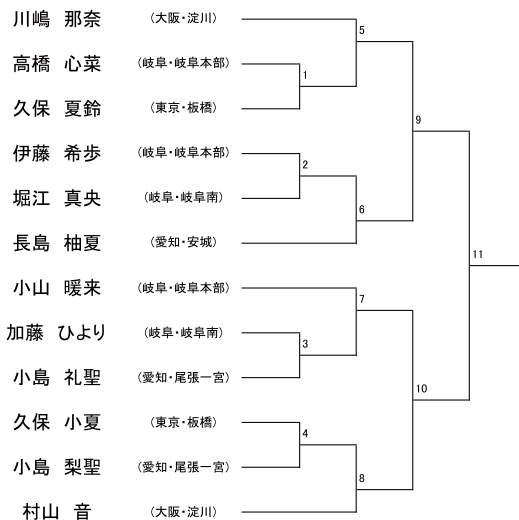 川嶋 那奈 (大阪・淀川)
5
高橋 心菜 (岐阜・岐阜本部)
1
久保 夏鈴 (東京・板橋)
9
伊藤 希歩 (岐阜・岐阜本部)
2
堀江 真央 (岐阜・岐阜南)
6
長島 柚夏 (愛知・安城)
11
小山 暖来 (岐阜・岐阜本部)
7
加藤 ひより (岐阜・岐阜南)
3
小島 礼聖 (愛知・尾張一宮)
10
久保 小夏 (東京・板橋)
4
小島 梨聖 (愛知・尾張一宮)
8
村山 音 (大阪・淀川)